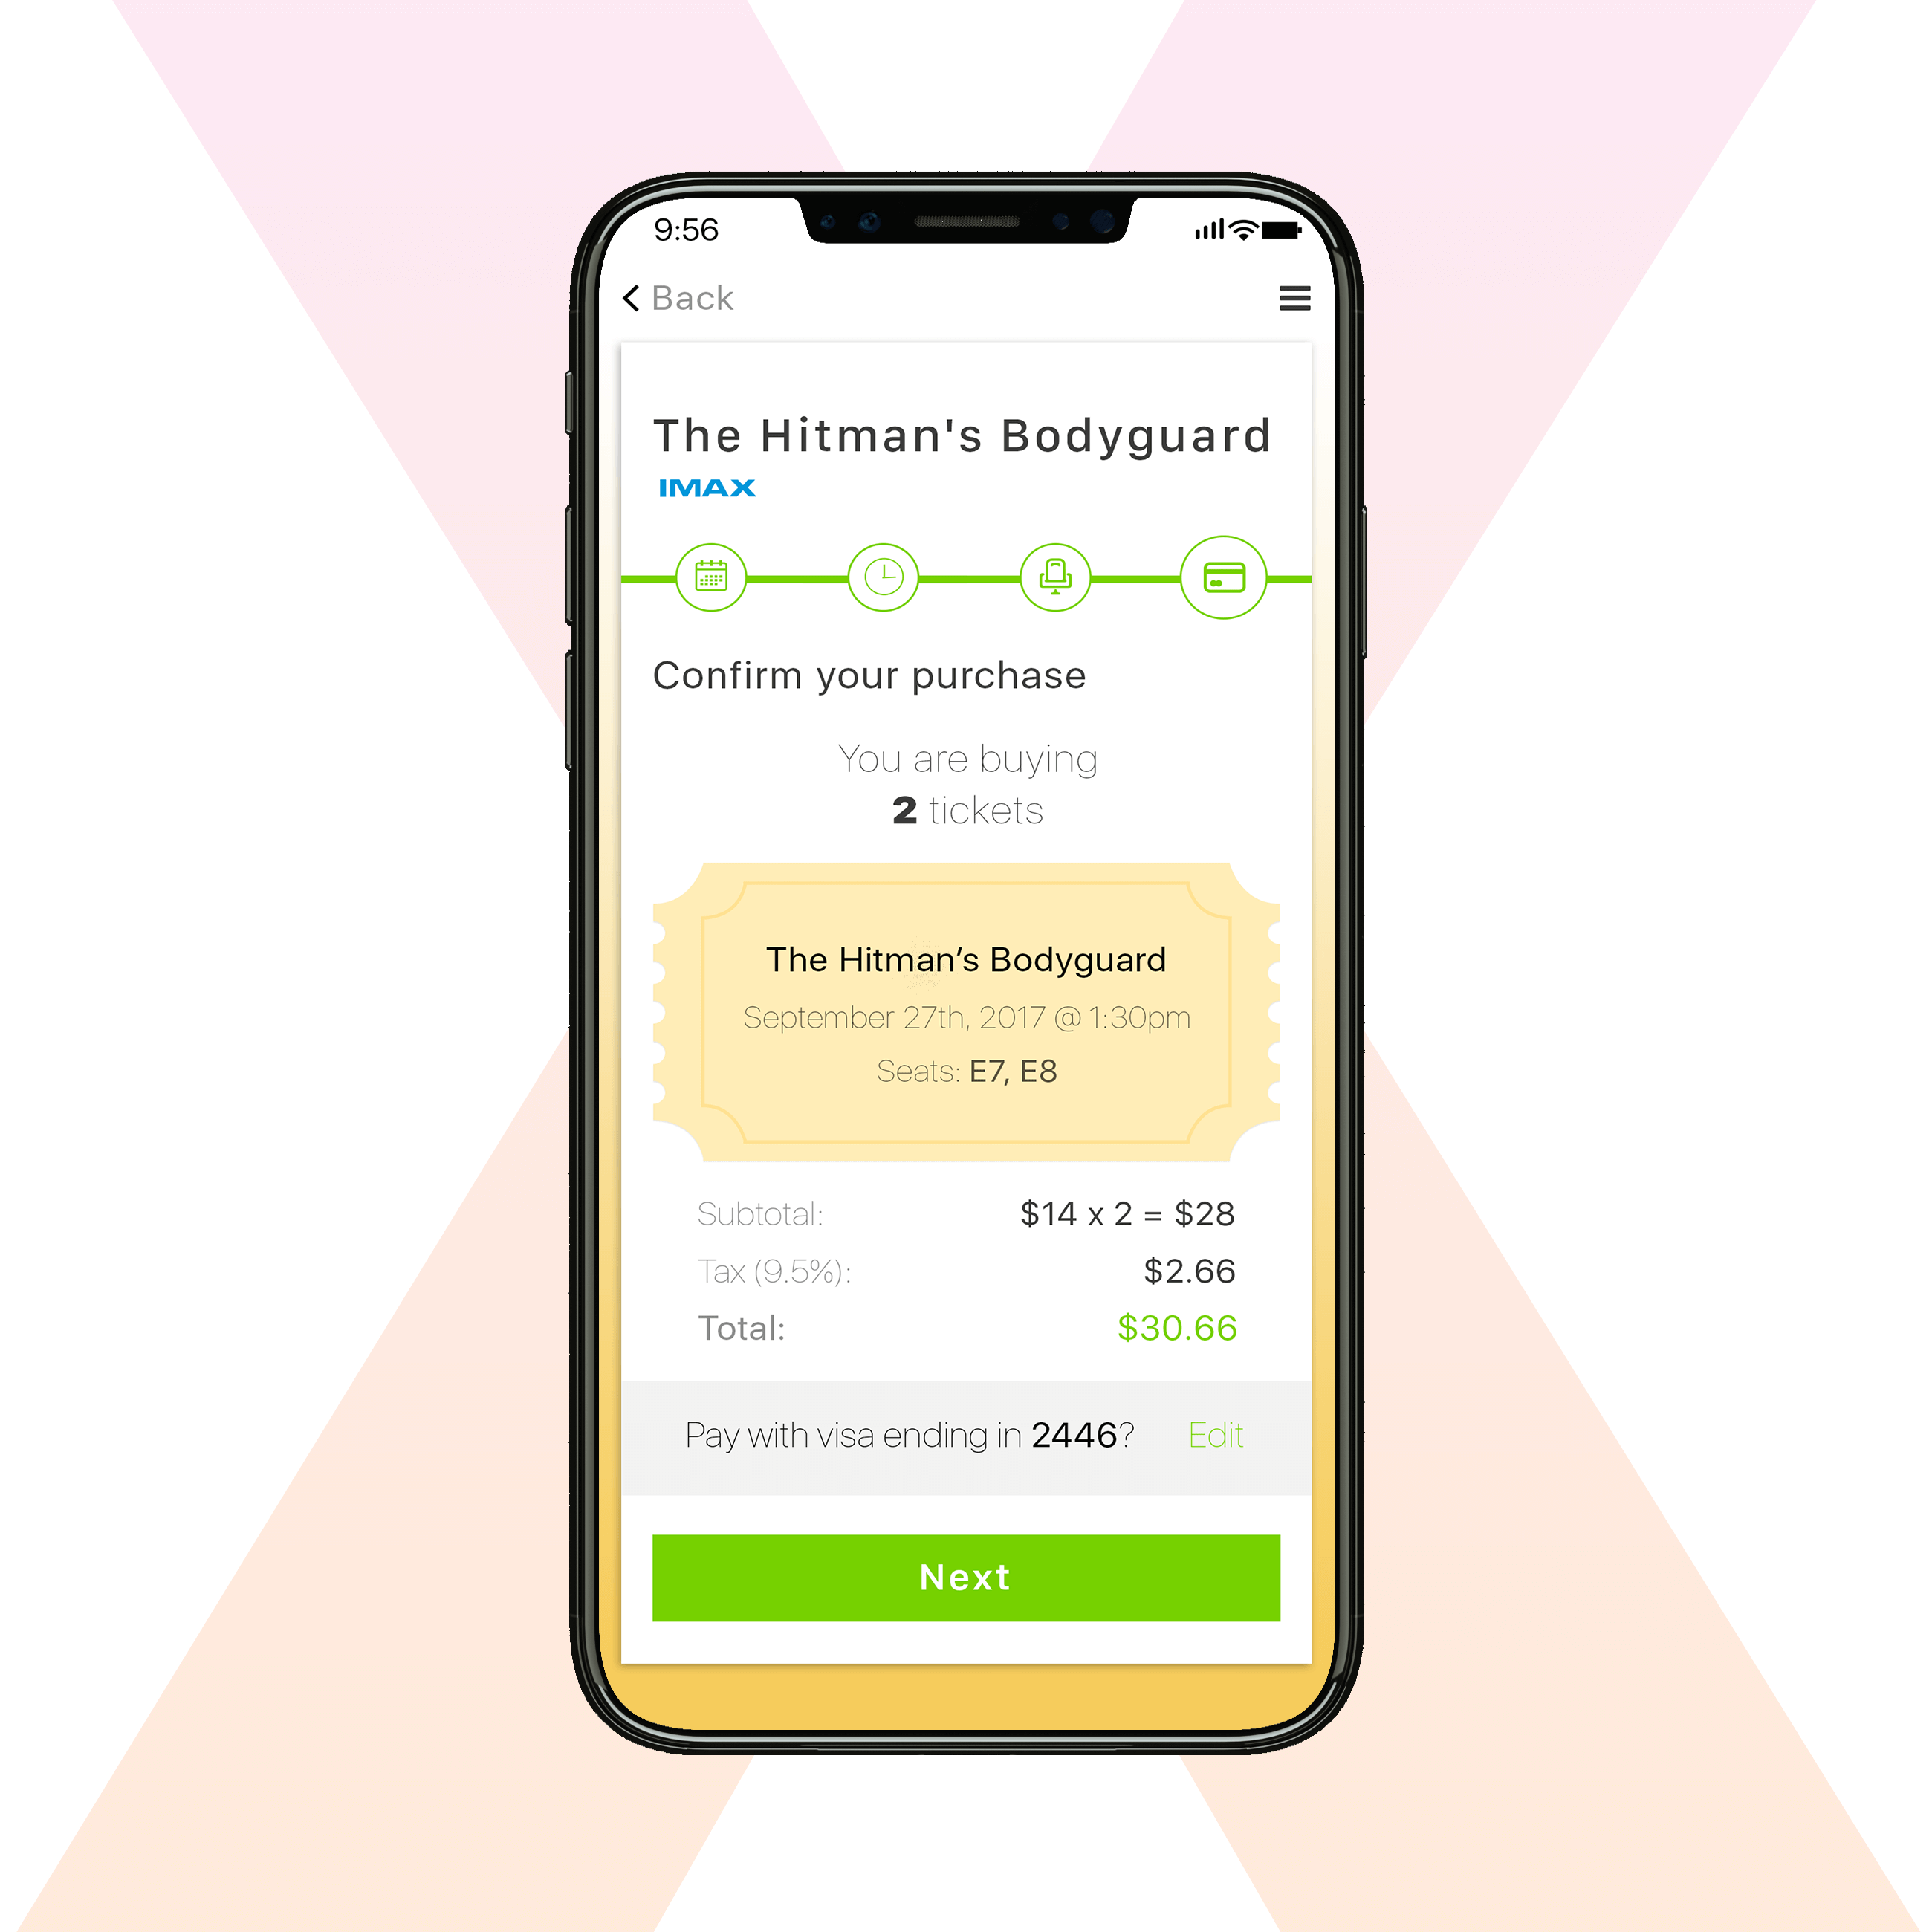 9:56
Back
The Hitman's Bodyguard
IMAX
Confirm your purchase
You are buying
2 tickets
The Hitman’s Bodyguard
September 27th, 2017 @ 1:30pm
Seats: E7, E8
Subtotal: $14 x 2 = $28
Tax (9.5%): $2.66
Total: $30.66
Pay with visa ending in 2446? Edit
Next